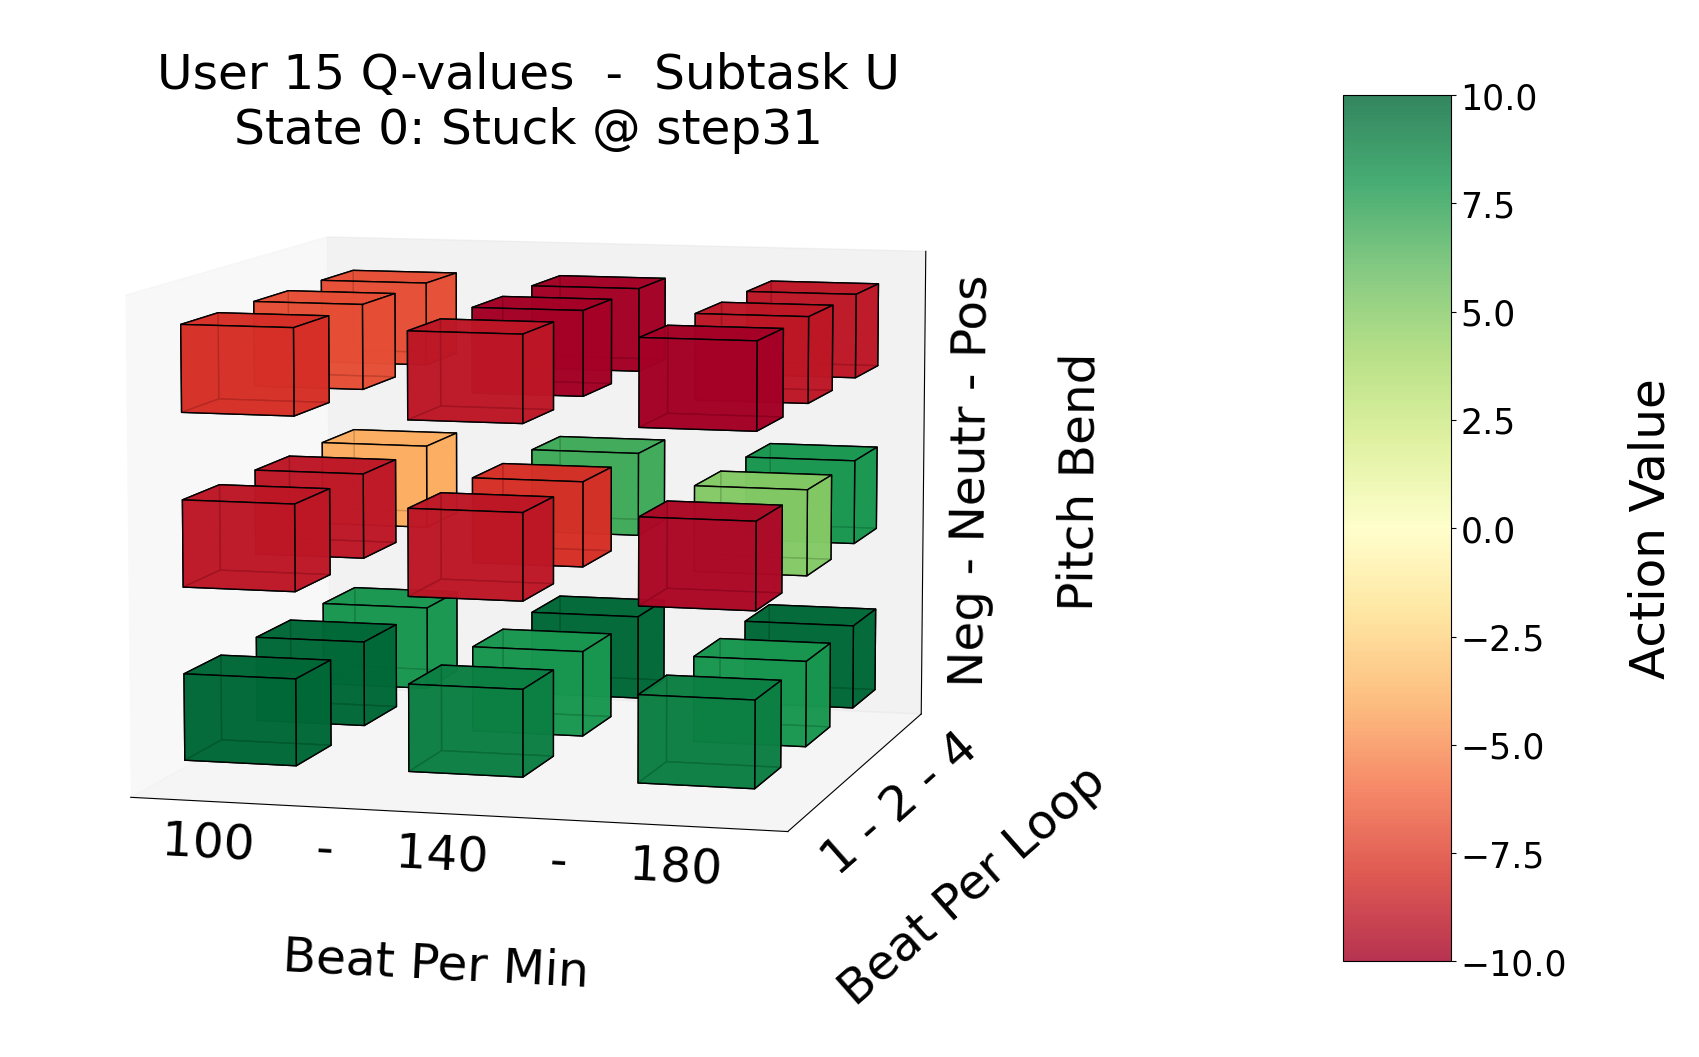 User 15 Q-values  -  Subtask U
State 0: Stuck @ step31
10.0
7.5
5.0
2.5
0.0
−2.5
−5.0
−7.5
−10.0
Action Value
Neg - Neutr - Pos
Pitch Bend
1 - 2 - 4
Beat Per Loop
100 - 140 - 180
Beat Per Min